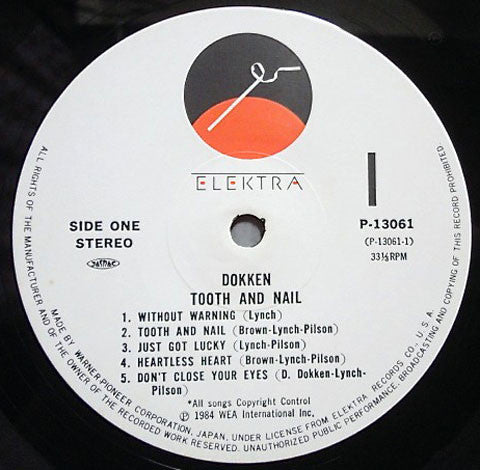 ELEKTRA
SIDE ONE
STEREO
JASRAC
P-13061
(P-13061-1)
33⅓RPM
DOKKEN
TOOTH AND NAIL
1. WITHOUT WARNING (Lynch)
2. TOOTH AND NAIL (Brown-Lynch-Pilson)
3. JUST GOT LUCKY (Lynch-Pilson)
4. HEARTLESS HEART (Brown-Lynch-Pilson)
5. DON'T CLOSE YOUR EYES (D. Dokken-Lynch-
Pilson)
*All songs Copyright Control
Ⓟ 1984 WEA International Inc.
MADE BY WARNER-PIONEER CORPORATION, JAPAN, UNDER LICENSE FROM ELEKTRA RECORDS CO., U.S.A.
ALL RIGHTS OF THE MANUFACTURER AND OF THE OWNER OF THE RECORDED WORK RESERVED. UNAUTHORIZED PUBLIC PERFORMANCE, BROADCASTING AND COPYING OF THIS RECORD PROHIBITED